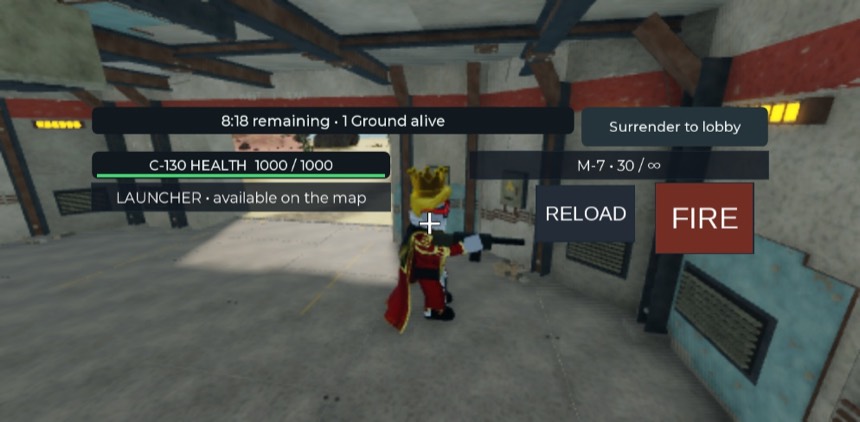 8:18 remaining • 1 Ground alive
Surrender to lobby
C-130 HEALTH 1000 / 1000
M-7 • 30 / ∞
LAUNCHER • available on the map
RELOAD
FIRE